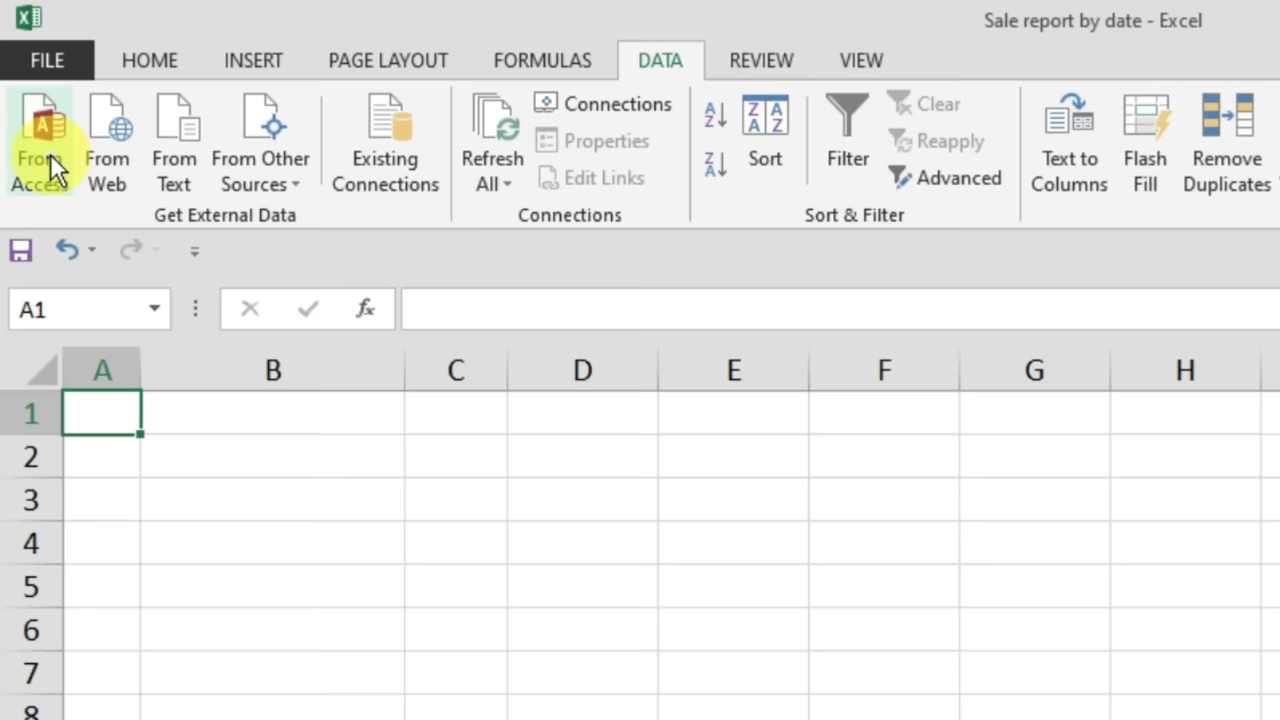 Sale report by date - Excel
FILE HOME INSERT PAGE LAYOUT FORMULAS DATA REVIEW VIEW
From Access
From Web
From Text
From Other Sources
Existing Connections
Get External Data
Refresh All
Connections
Properties
Edit Links
Connections
Sort
Filter
Clear
Reapply
Advanced
Sort & Filter
Text to Columns
Flash Fill
Remove Duplicates
A1
fx
A B C D E F G H
1
2
3
4
5
6
7
8